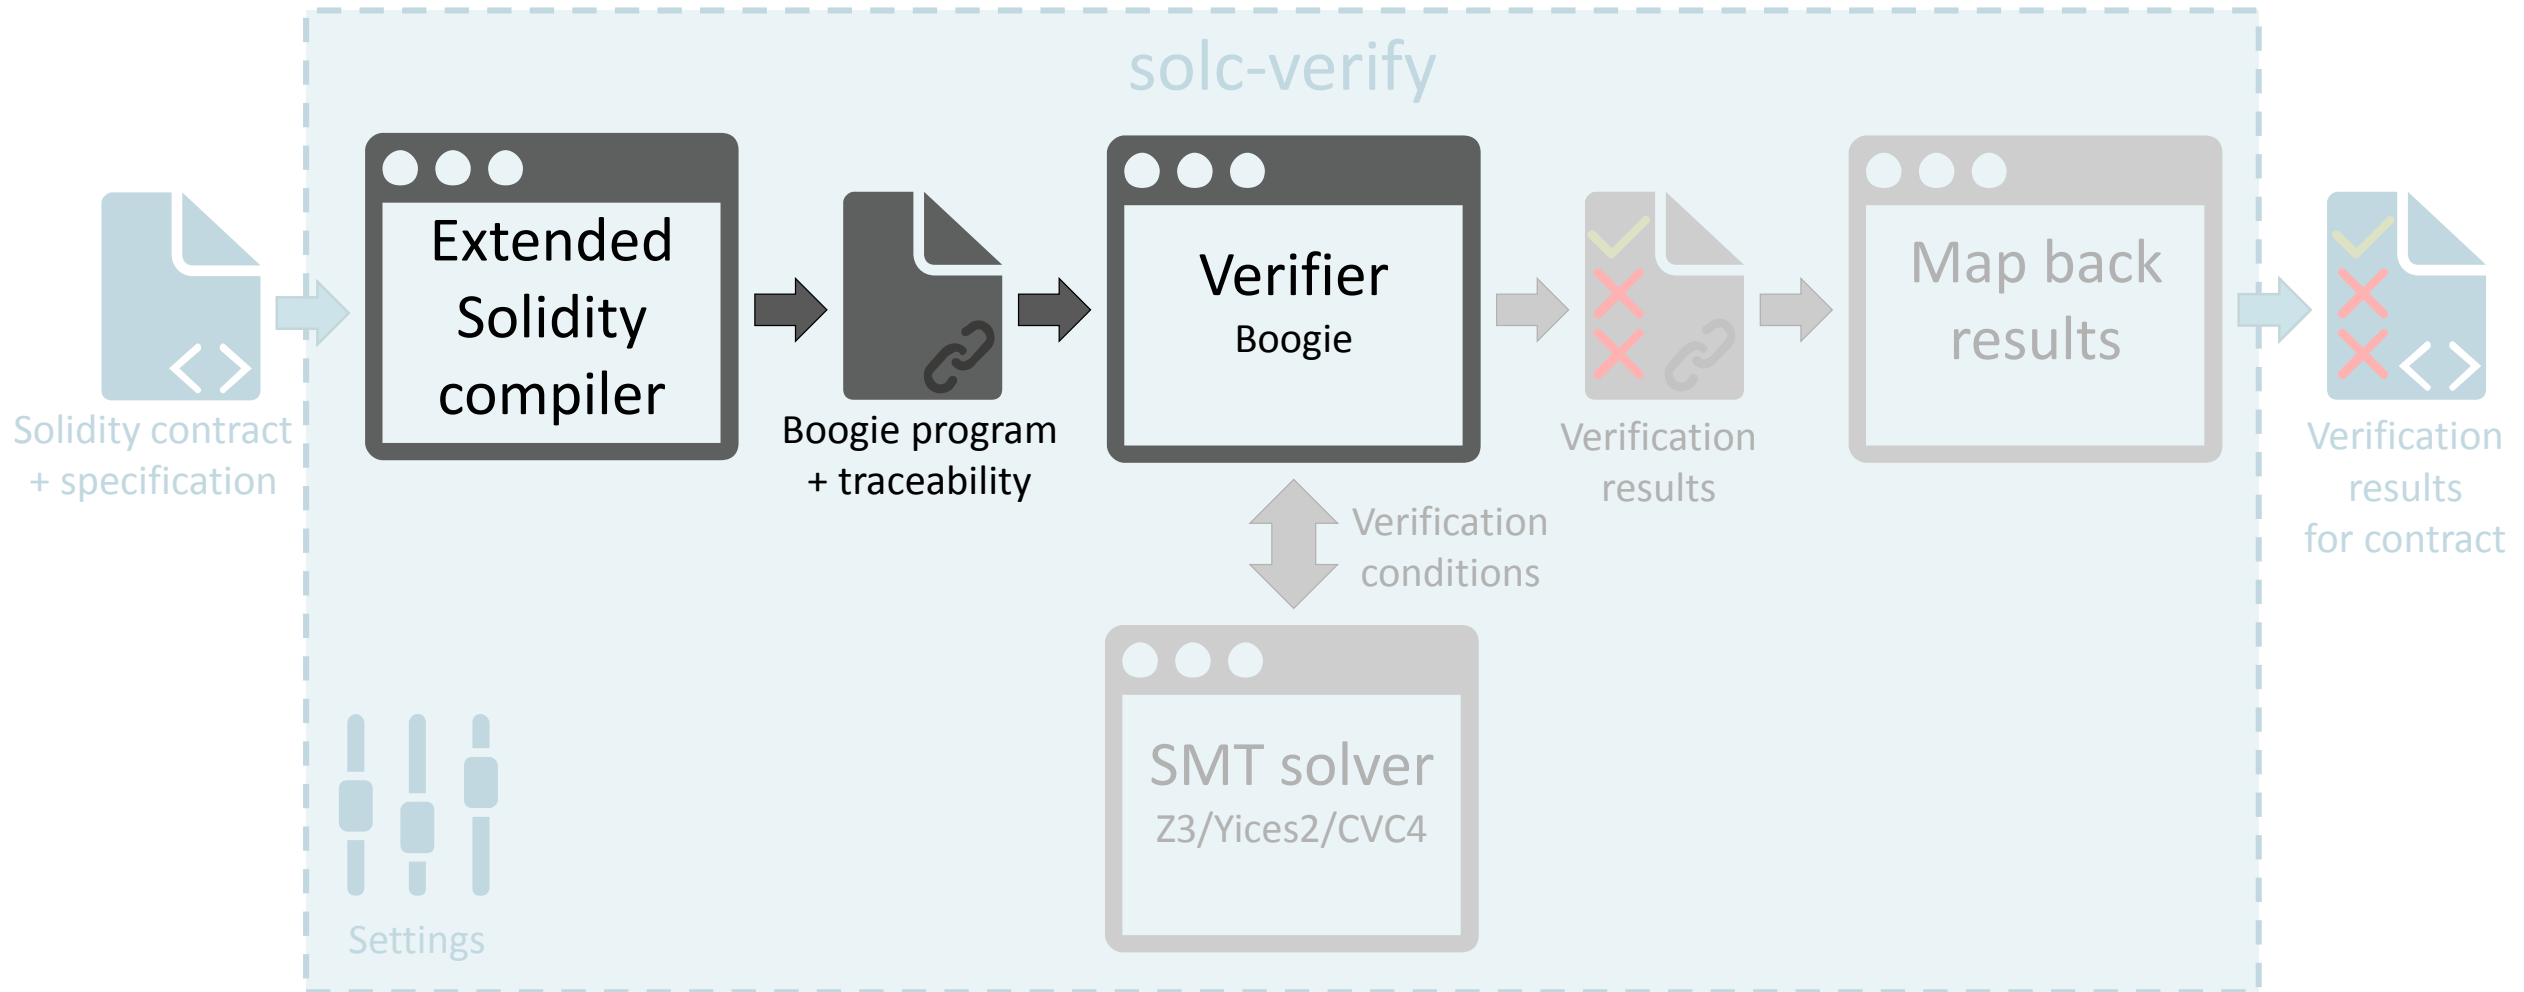 solc-verify
Solidity contract
+ specification
Extended
Solidity
compiler
Boogie program
+ traceability
Verifier
Boogie
Verification
conditions
SMT solver
Z3/Yices2/CVC4
Verification
results
Map back
results
Verification
results
for contract
Settings